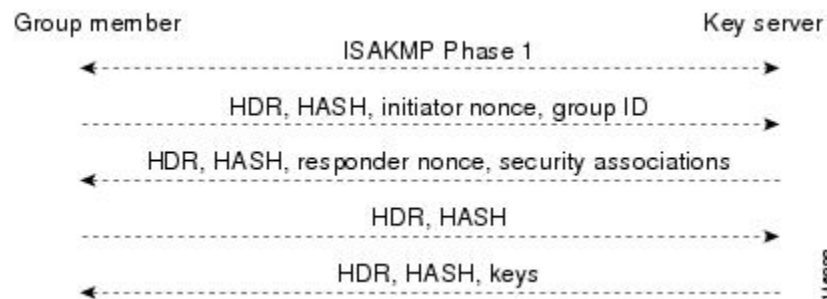 Group member
Key server
ISAKMP Phase 1
HDR, HASH, initiator nonce, group ID
HDR, HASH, responder nonce, security associations
HDR, HASH
HDR, HASH, keys